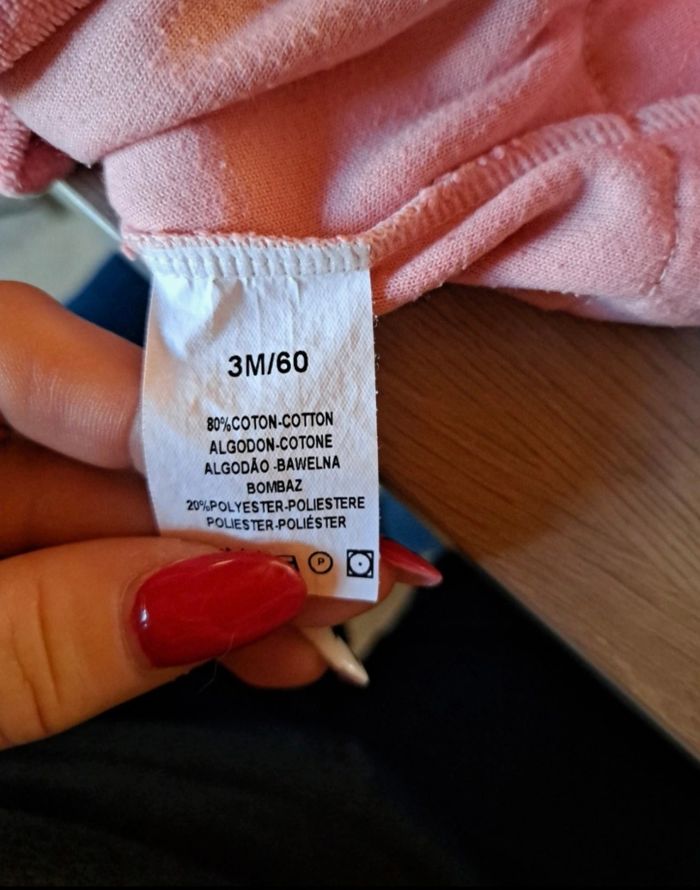 3M/60
80%COTON-COTTON
ALGODON-COTONE
ALGODÃO -BAWELNA
BOMBAZ
20%POLYESTER-POLIESTERE
POLIESTER-POLIÉSTER
P